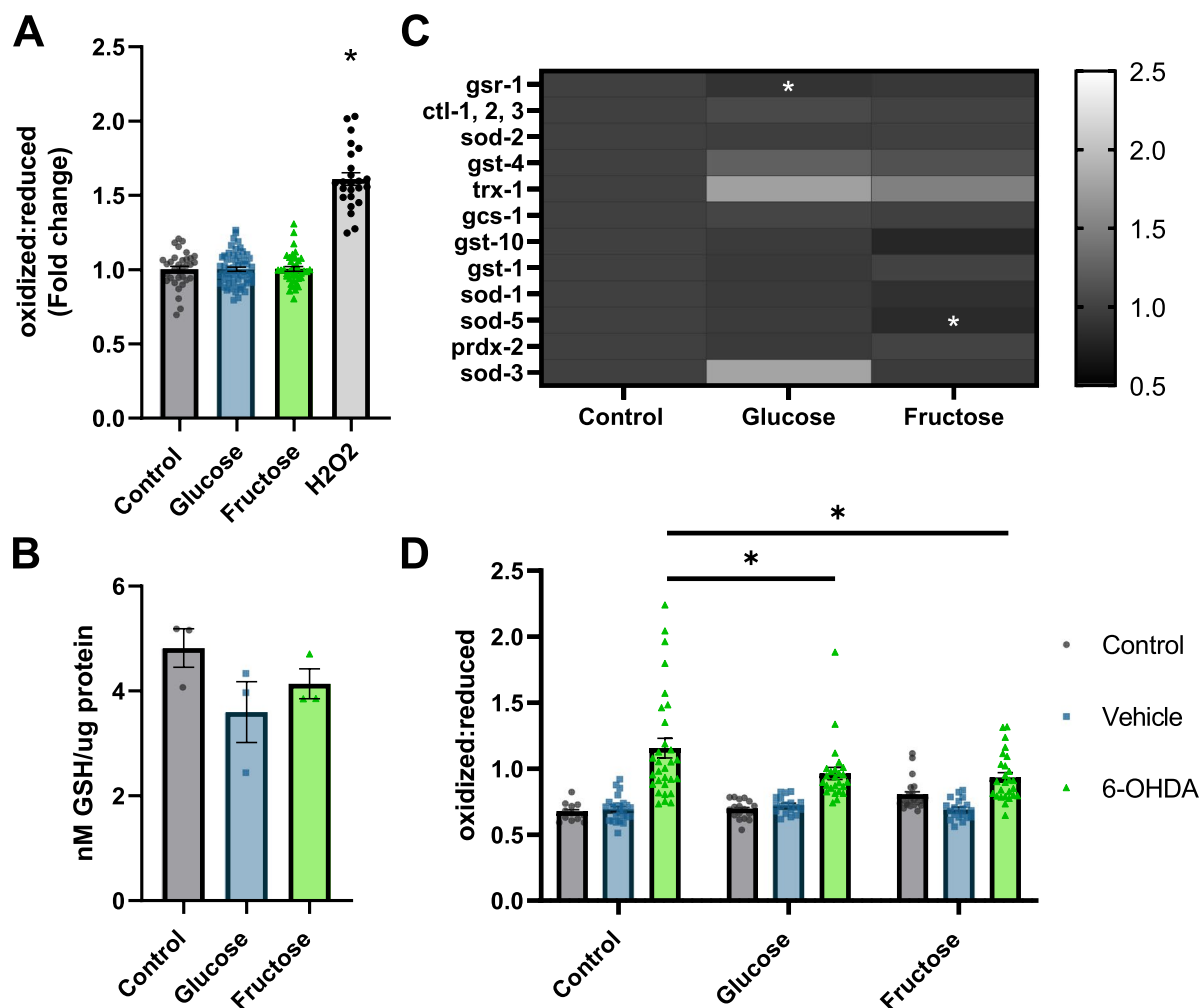 A
oxidized:reduced
(Fold change)
2.5
2.0
1.5
1.0
0.5
0.0
*
Control
Glucose
Fructose
H2O2
C
gsr-1
ctl-1, 2, 3
sod-2
gst-4
trx-1
gcs-1
gst-10
gst-1
sod-1
sod-5
prdx-2
sod-3
*
*
Control
Glucose
Fructose
2.5
2.0
1.5
1.0
0.5
B
nM GSH/ug protein
6
4
2
0
Control
Glucose
Fructose
D
oxidized:reduced
2.5
2.0
1.5
1.0
0.5
0.0
*
*
Control
Glucose
Fructose
Control
Vehicle
6-OHDA